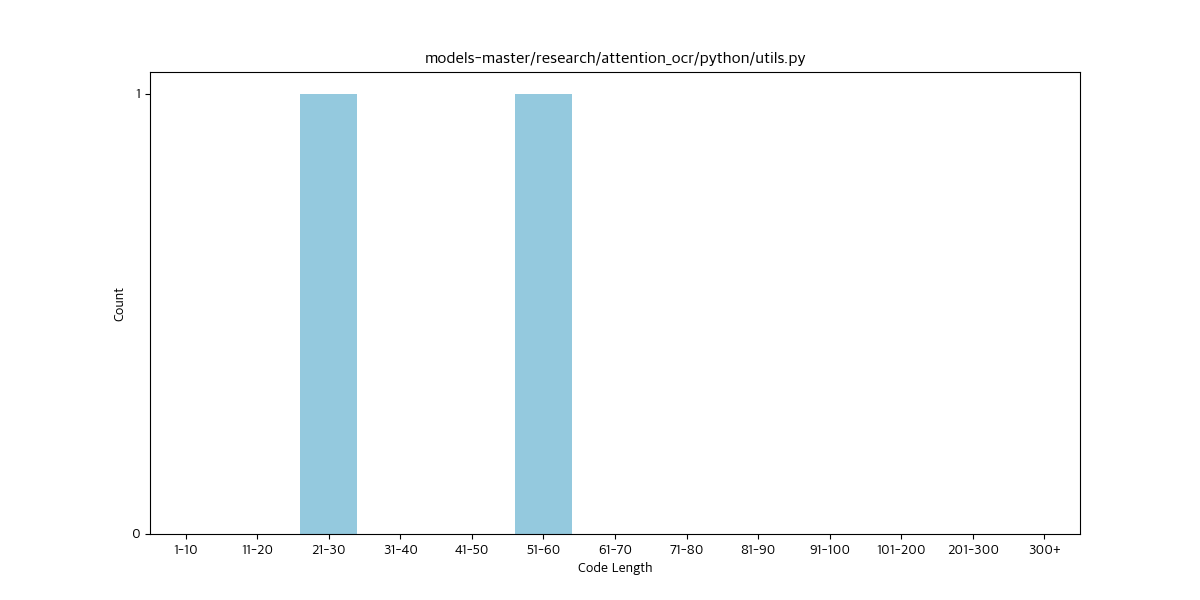 models-master/research/attention_ocr/python/utils.py
1
Count
0
1-10 11-20 21-30 31-40 41-50 51-60 61-70 71-80 81-90 91-100 101-200 201-300 300+
Code Length